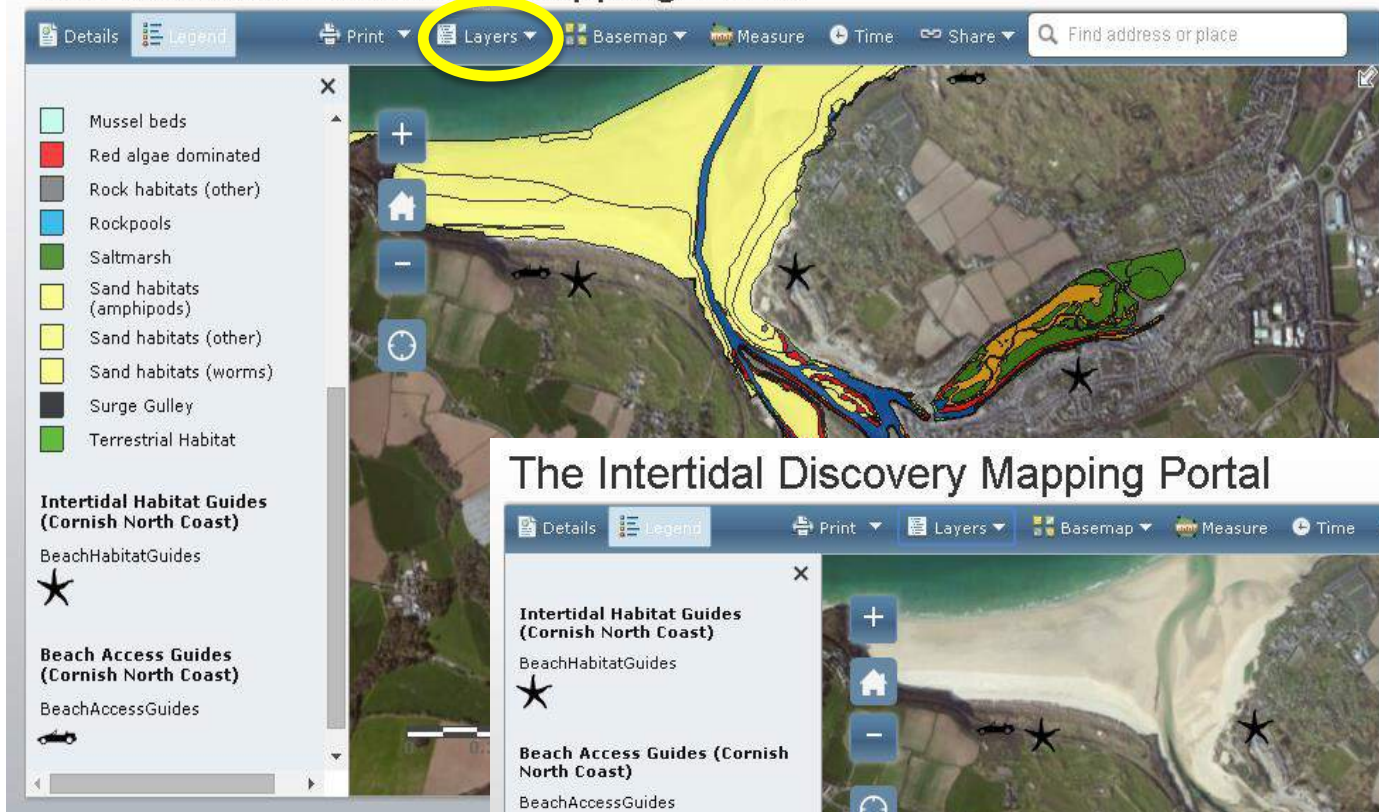 Details Legend Print Layers Basemap Measure Time Share Find address or place
Mussel beds
Red algae dominated
Rock habitats (other)
Rockpools
Saltmarsh
Sand habitats
(amphipods)
Sand habitats (other)
Sand habitats (worms)
Surge Gulley
Terrestrial Habitat
Intertidal Habitat Guides
(Cornish North Coast)
BeachHabitatGuides
Beach Access Guides
(Cornish North Coast)
BeachAccessGuides
The Intertidal Discovery Mapping Portal
Details Legend Print Layers Basemap Measure Time
Intertidal Habitat Guides
(Cornish North Coast)
BeachHabitatGuides
Beach Access Guides (Cornish
North Coast)
BeachAccessGuides